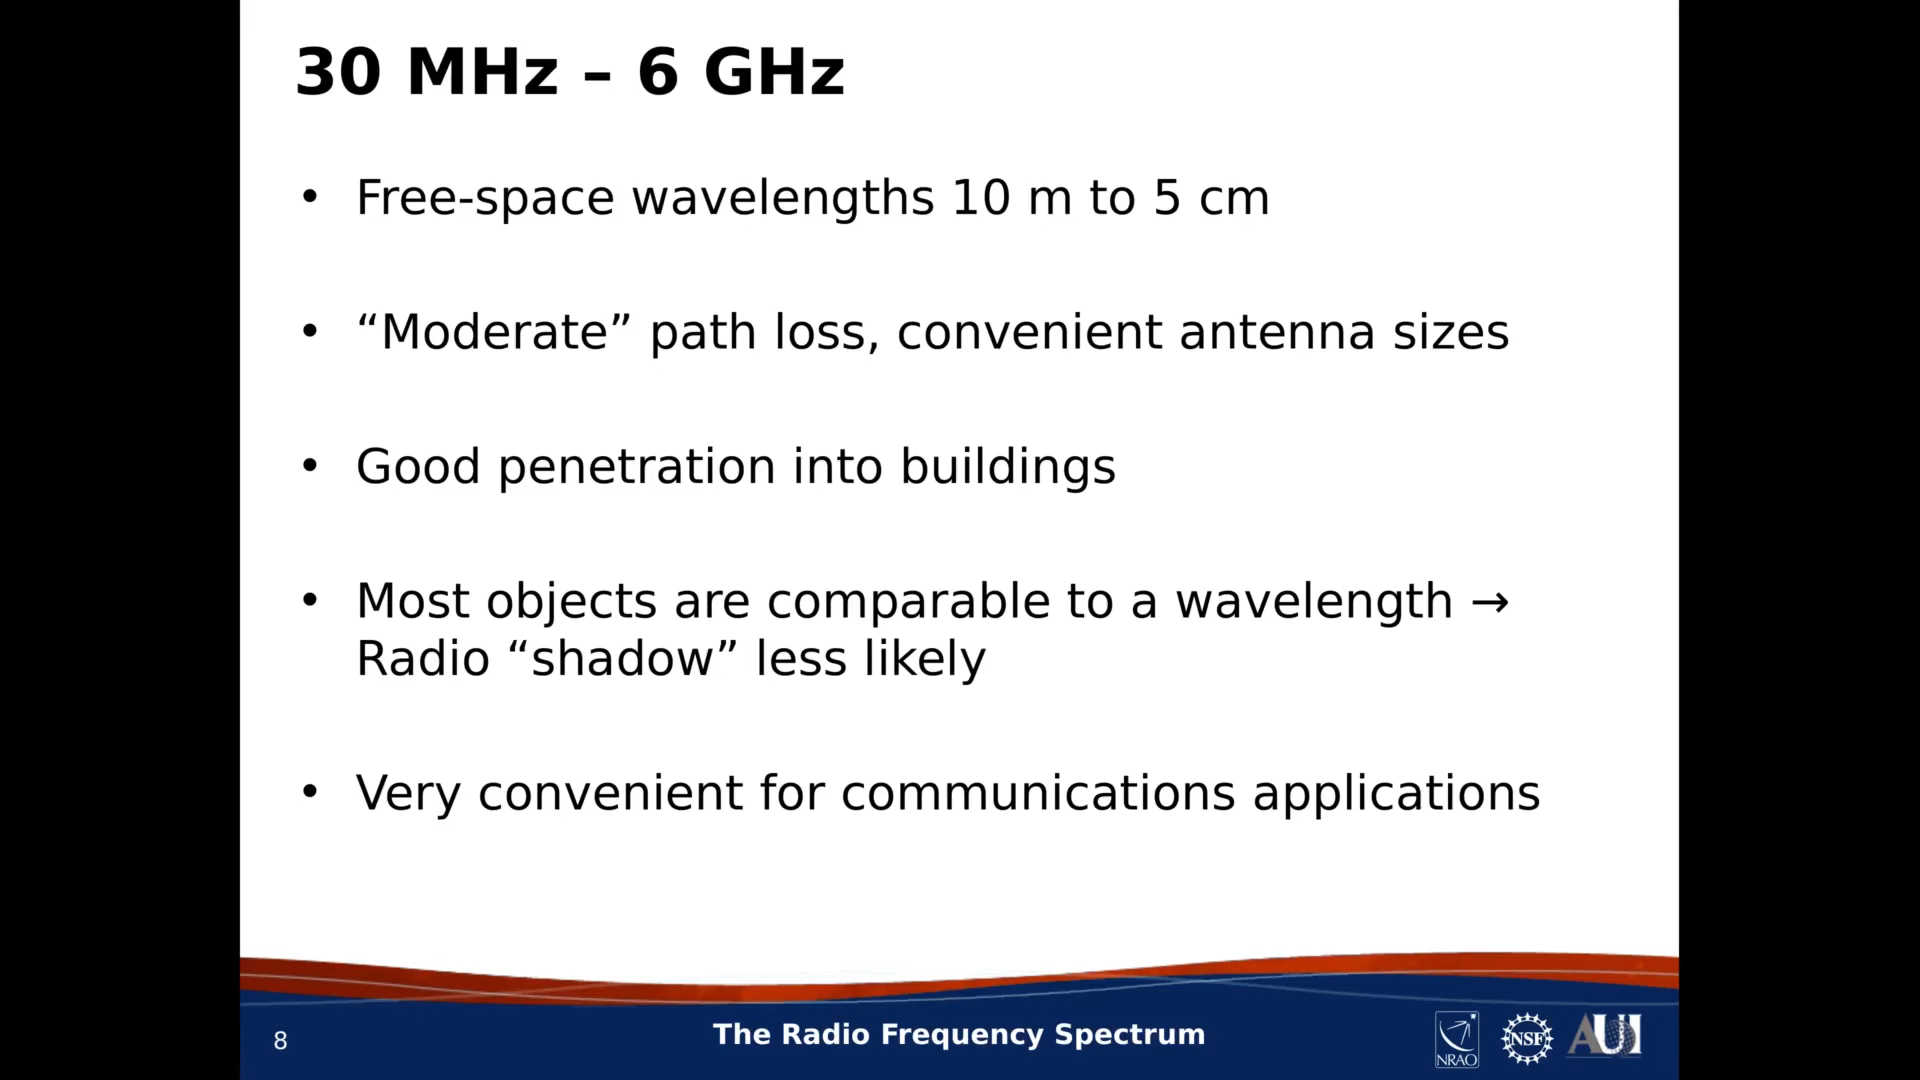 30 MHz – 6 GHz
• Free-space wavelengths 10 m to 5 cm
• “Moderate” path loss, convenient antenna sizes
• Good penetration into buildings
• Most objects are comparable to a wavelength →
Radio “shadow” less likely
• Very convenient for communications applications
8
The Radio Frequency Spectrum
NRAO
NSF
AUI